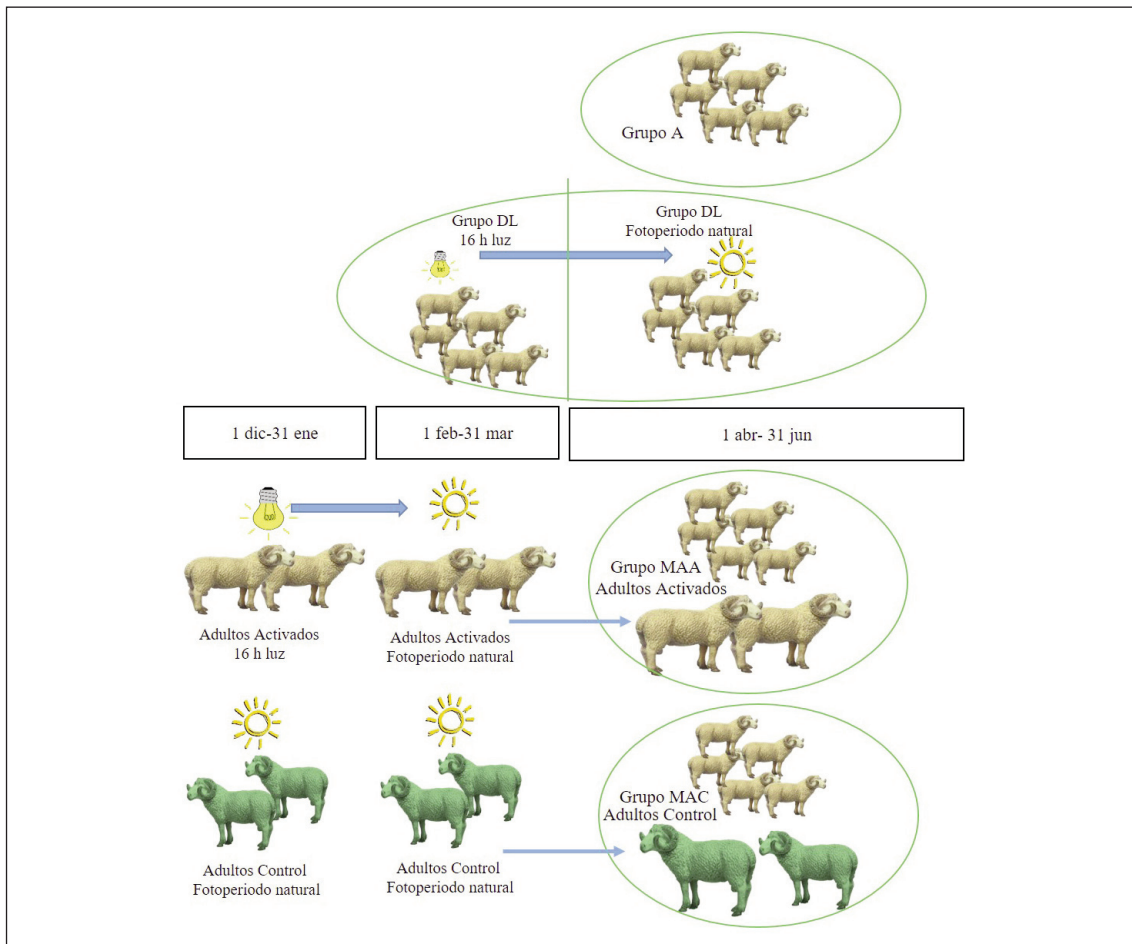 Grupo A
Grupo DL
16 h luz
Grupo DL
Fotoperiodo natural
1 dic-31 ene
1 feb-31 mar
1 abr- 31 jun
Adultos Activados
16 h luz
Adultos Activados
Fotoperiodo natural
Grupo MAA
Adultos Activados
Adultos Control
Fotoperiodo natural
Adultos Control
Fotoperiodo natural
Grupo MAC
Adultos Control